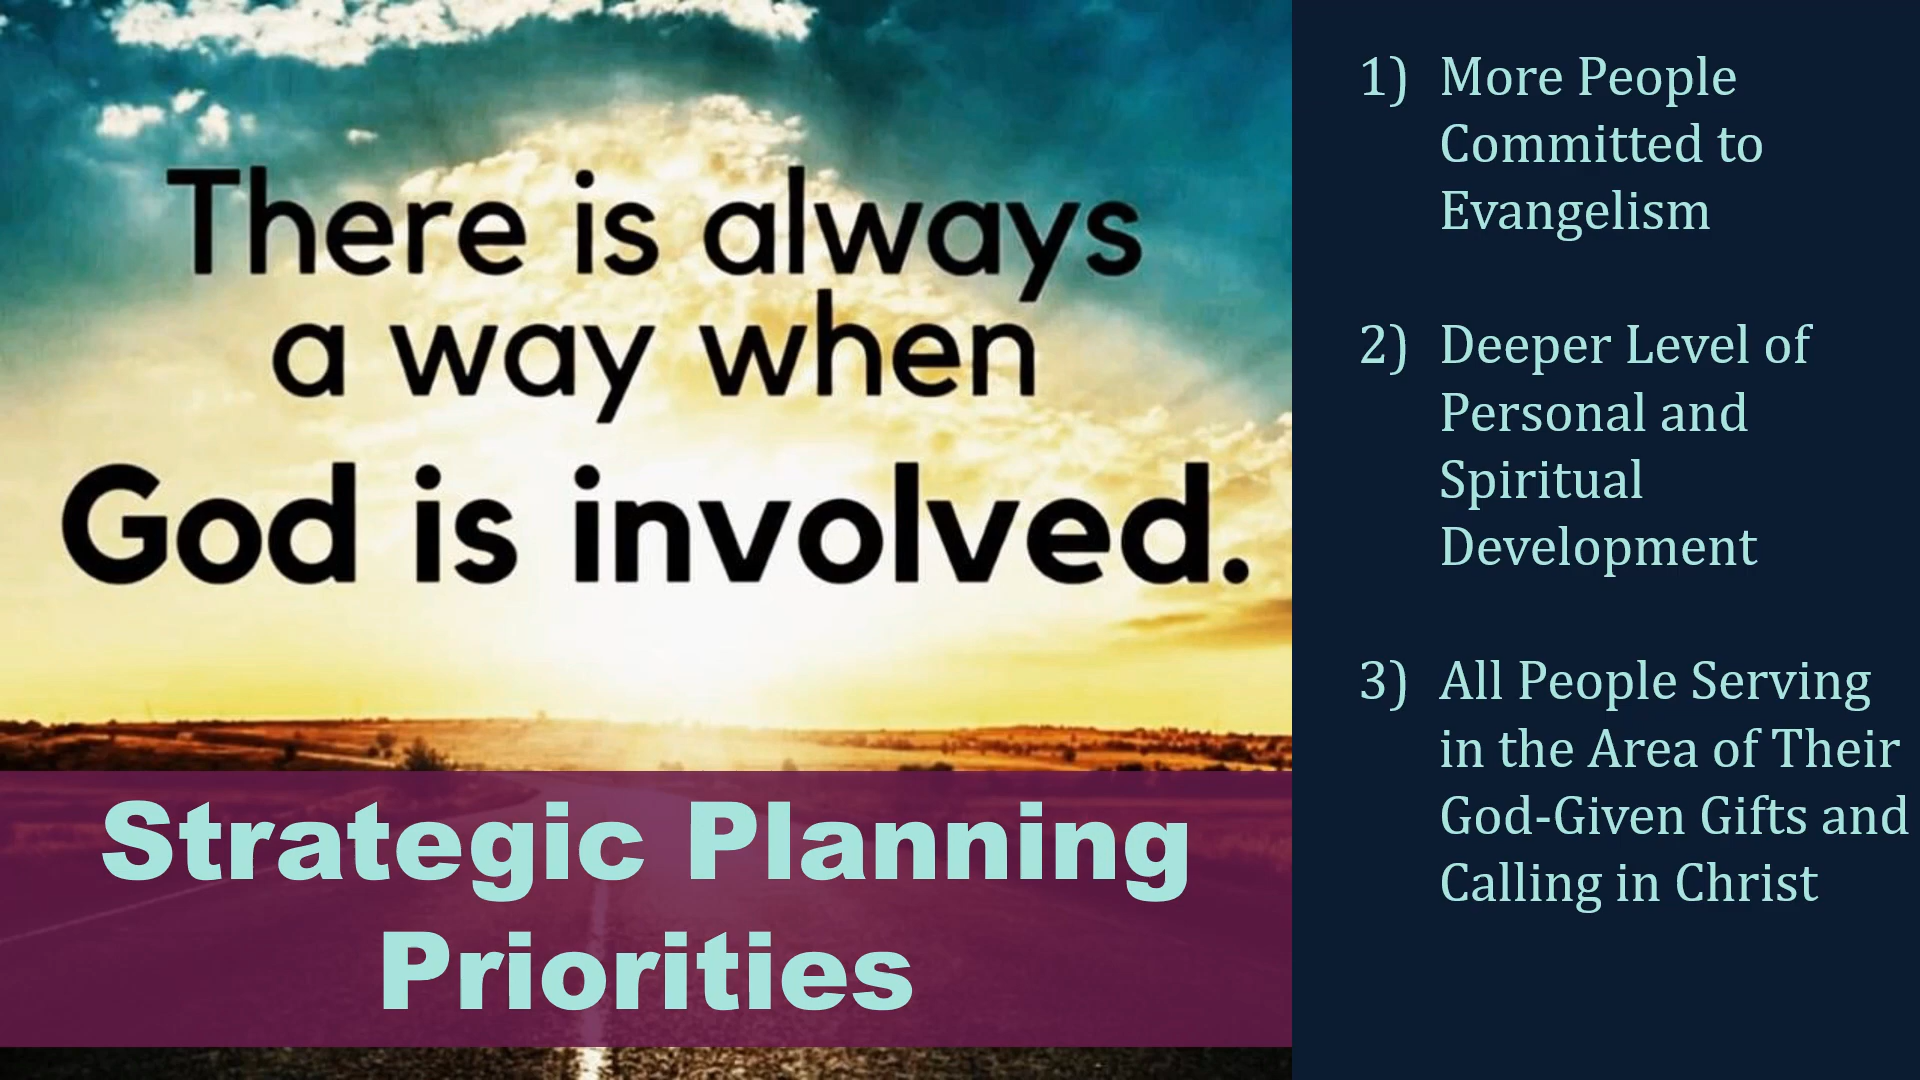 There is always
a way when
God is involved.
Strategic Planning
Priorities
1) More People
Committed to
Evangelism
2) Deeper Level of
Personal and
Spiritual
Development
3) All People Serving
in the Area of Their
God-Given Gifts and
Calling in Christ